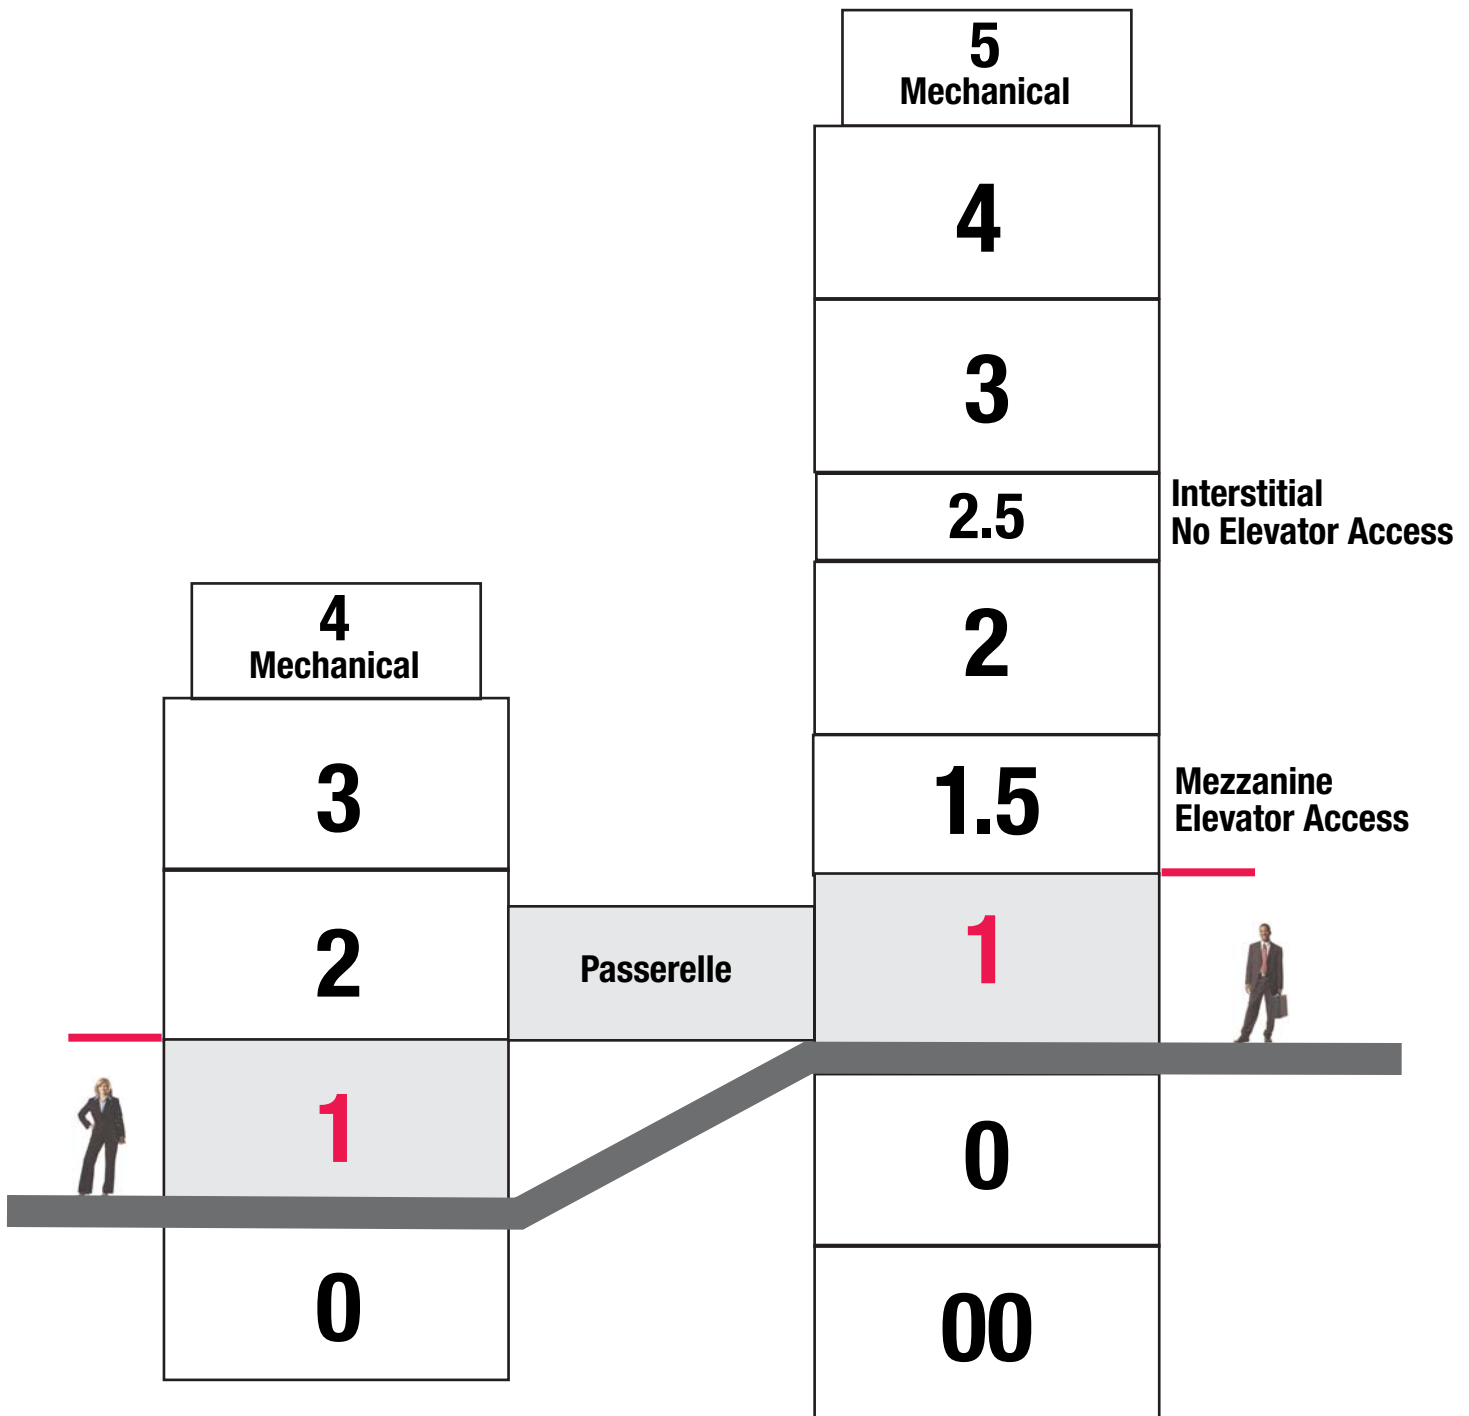 5
Mechanical
4
3
2.5
Interstitial
No Elevator Access
2
1.5
Mezzanine
Elevator Access
1
0
00
4
Mechanical
3
2
Passerelle
1
0